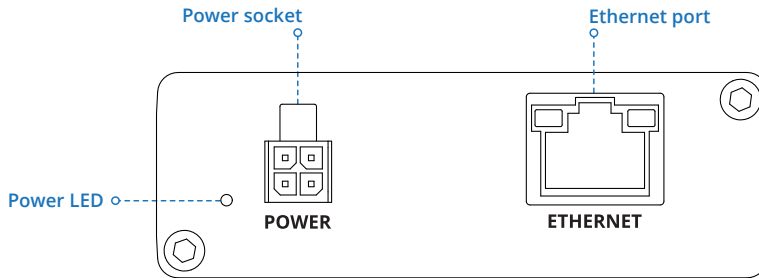 Power socket
Ethernet port
Power LED
POWER
ETHERNET